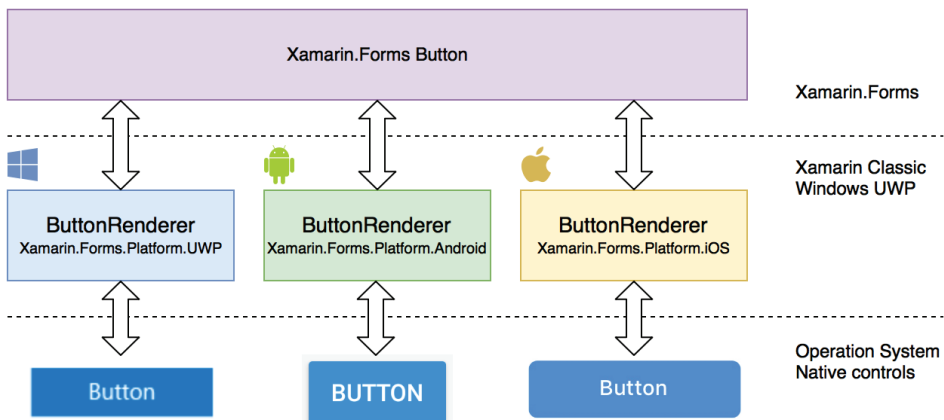 Xamarin.Forms Button
Xamarin.Forms
Xamarin Classic
Windows UWP
ButtonRenderer
Xamarin.Forms.Platform.UWP
ButtonRenderer
Xamarin.Forms.Platform.Android
ButtonRenderer
Xamarin.Forms.Platform.iOS
Operation System
Native controls
Button
BUTTON
Button